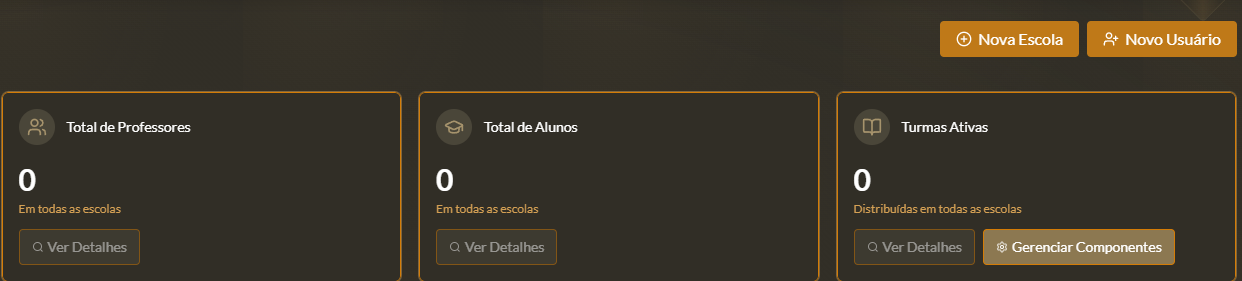 Nova Escola
Novo Usuário
Total de Professores
Total de Alunos
Turmas Ativas
0
0
0
Em todas as escolas
Em todas as escolas
Distribuídas em todas as escolas
Ver Detalhes
Ver Detalhes
Ver Detalhes
Gerenciar Componentes